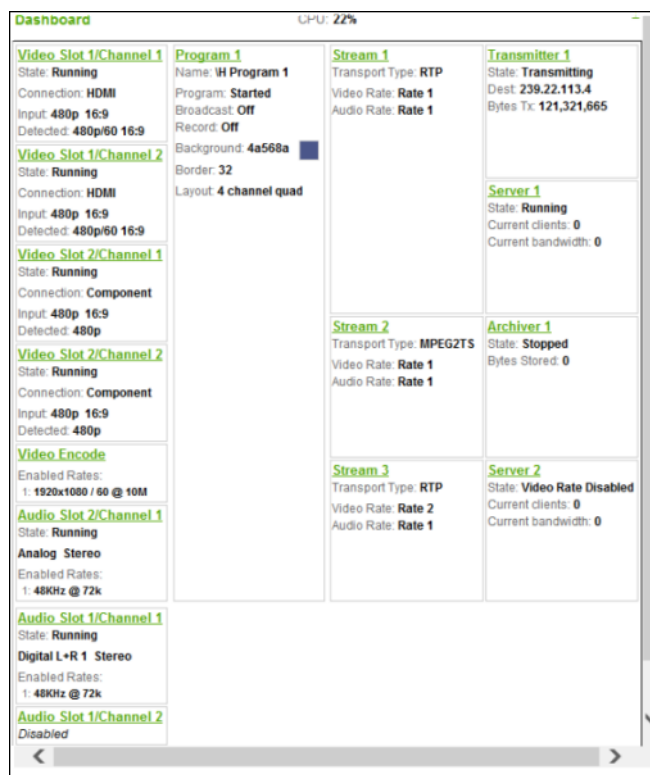 Dashboard
CPU: 22%
Video Slot 1/Channel 1
State: Running
Connection: HDMI
Input: 480p 16:9
Detected: 480p/60 16:9
Video Slot 1/Channel 2
State: Running
Connection: HDMI
Input: 480p 16:9
Detected: 480p/60 16:9
Video Slot 2/Channel 1
State: Running
Connection: Component
Input: 480p 16:9
Detected: 480p
Video Slot 2/Channel 2
State: Running
Connection: Component
Input: 480p 16:9
Detected: 480p
Video Encode
Enabled Rates:
1: 1920x1080 / 60 @ 10M
Audio Slot 2/Channel 1
State: Running
Analog Stereo
Enabled Rates:
1: 48KHz @ 72k
Audio Slot 1/Channel 1
State: Running
Digital L+R 1 Stereo
Enabled Rates:
1: 48KHz @ 72k
Audio Slot 1/Channel 2
Disabled
Program 1
Name: \H Program 1
Program: Started
Broadcast: Off
Record: Off
Background: 4a568a
Border: 32
Layout: 4 channel quad
Stream 1
Transport Type: RTP
Video Rate: Rate 1
Audio Rate: Rate 1
Stream 2
Transport Type: MPEG2TS
Video Rate: Rate 1
Audio Rate: Rate 1
Stream 3
Transport Type: RTP
Video Rate: Rate 2
Audio Rate: Rate 1
Transmitter 1
State: Transmitting
Dest: 239.22.113.4
Bytes Tx: 121,321,665
Server 1
State: Running
Current clients: 0
Current bandwidth: 0
Archiver 1
State: Stopped
Bytes Stored: 0
Server 2
State: Video Rate Disabled
Current clients: 0
Current bandwidth: 0